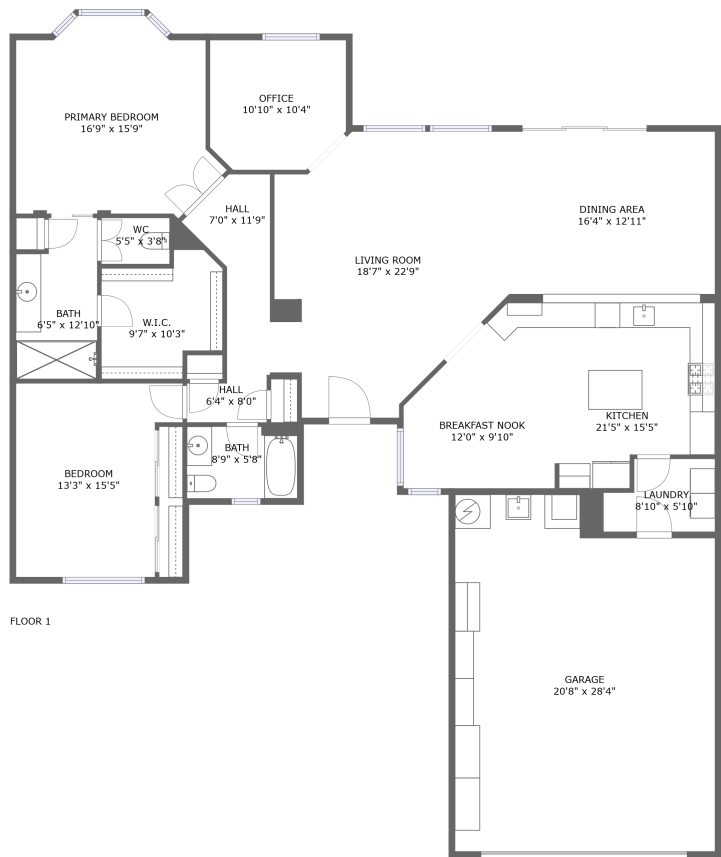 OFFICE
10'10" x 10'4"
PRIMARY BEDROOM
16'9" x 15'9"
HALL
7'0" x 11'9"
DINING AREA
16'4" x 12'11"
WC
5'5" x 3'8"
LIVING ROOM
18'7" x 22'9"
BATH
6'5" x 12'10"
W.I.C.
9'7" x 10'3"
HALL
6'4" x 8'0"
KITCHEN
21'5" x 15'5"
BREAKFAST NOOK
12'0" x 9'10"
BATH
8'9" x 5'8"
BEDROOM
13'3" x 15'5"
LAUNDRY
8'10" x 5'10"
FLOOR 1
GARAGE
20'8" x 28'4"